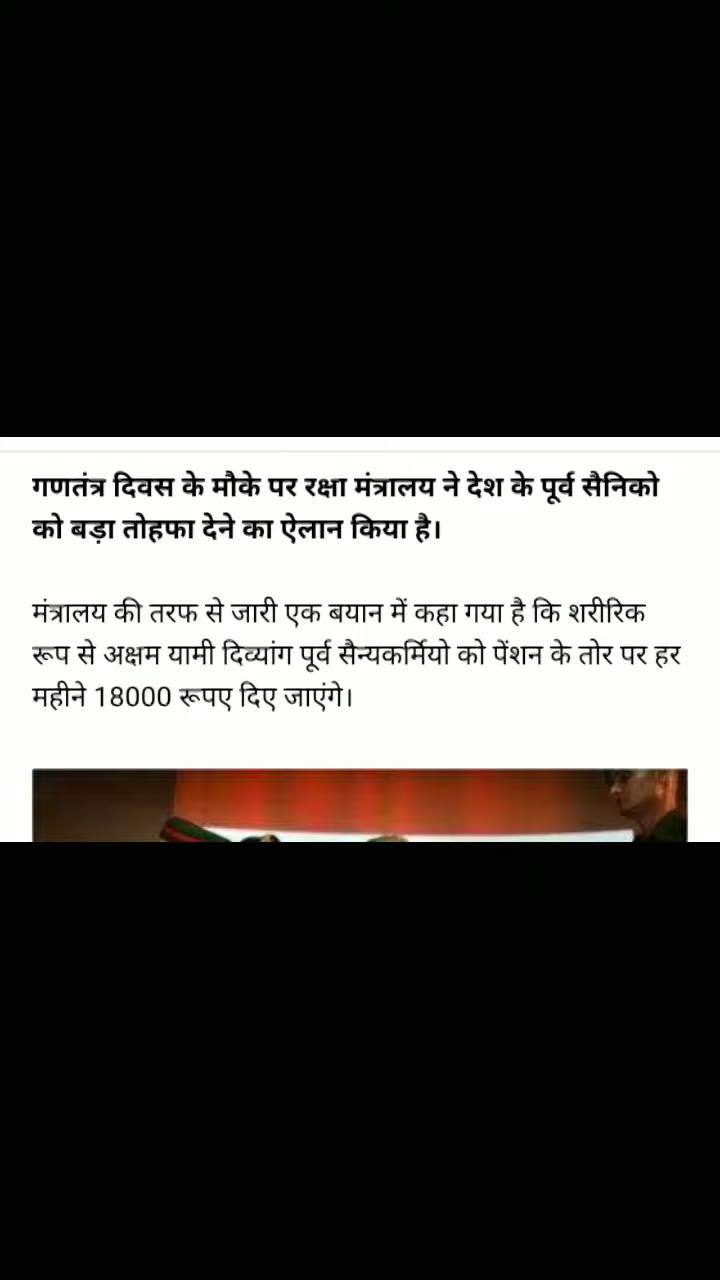 गणतंत्र दिवस के मौके पर रक्षा मंत्रालय ने देश के पूर्व सैनिको
को बड़ा तोहफा देने का ऐलान किया है।
मंत्रालय की तरफ से जारी एक बयान में कहा गया है कि शरीरिक
रूप से अक्षम यामी दिव्यांग पूर्व सैन्यकर्मियो को पेंशन के तोर पर हर
महीने 18000 रूपए दिए जाएंगे।